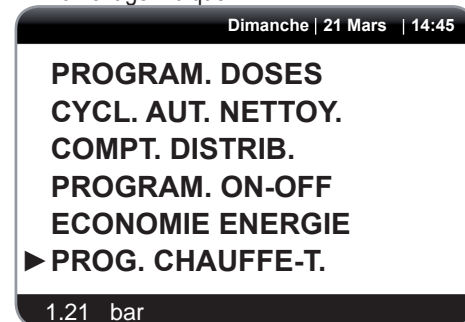 Dimanche | 21 Mars | 14:45
PROGRAM. DOSES
CYCL. AUT. NETTOY.
COMPT. DISTRIB.
PROGRAM. ON-OFF
ECONOMIE ENERGIE
►PROG. CHAUFFE-T.
1.21 bar